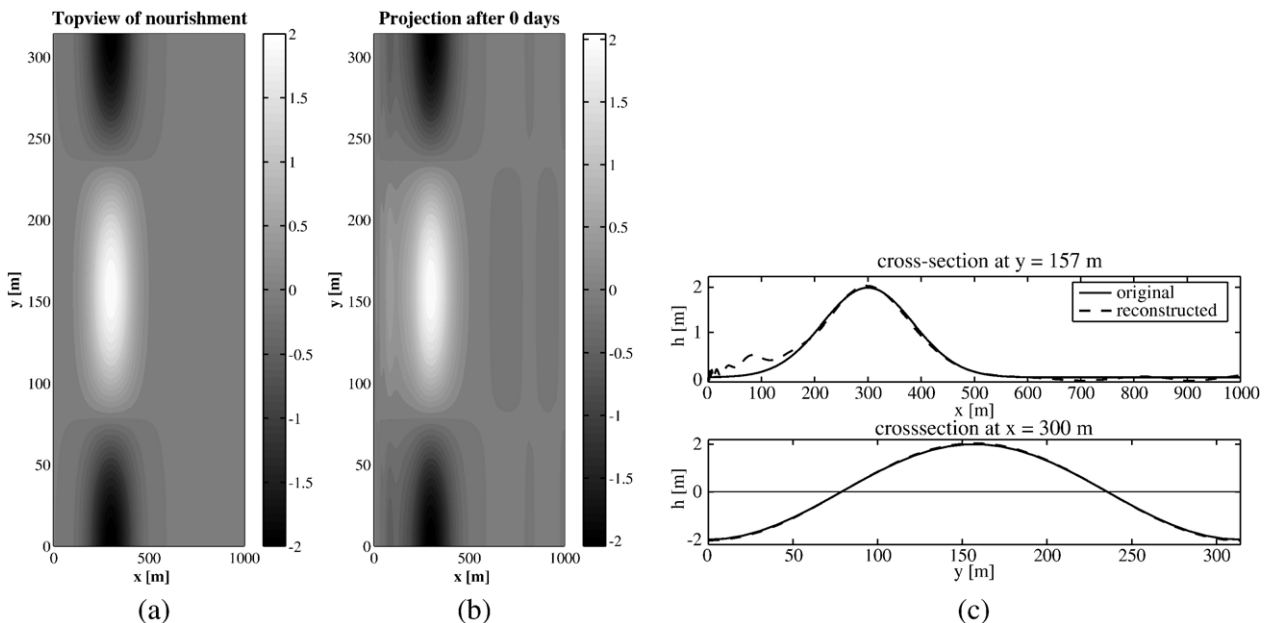 Topview of nourishment
300
250
200
150
100
50
0
y [m]
0
500
1000
x [m]
2
1.5
1
0.5
0
-0.5
-1
-1.5
-2
(a)
Projection after 0 days
300
250
200
150
100
50
0
y [m]
0
500
1000
x [m]
2
1.5
1
0.5
0
-0.5
-1
-1.5
-2
(b)
cross-section at y = 157 m
original
reconstructed
2
1
0
h [m]
0 100 200 300 400 500 600 700 800 900 1000
x [m]
crosssection at x = 300 m
2
0
-2
h [m]
0 50 100 150 200 250 300
y [m]
(c)